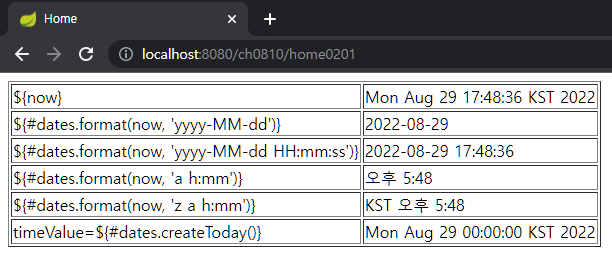 Home
localhost:8080/ch0810/home0201
${now} Mon Aug 29 17:48:36 KST 2022
${#dates.format(now, 'yyyy-MM-dd')} 2022-08-29
${#dates.format(now, 'yyyy-MM-dd HH:mm:ss')} 2022-08-29 17:48:36
${#dates.format(now, 'a h:mm')} 오후 5:48
${#dates.format(now, 'z a h:mm')} KST 오후 5:48
timeValue=${#dates.createToday()} Mon Aug 29 00:00:00 KST 2022